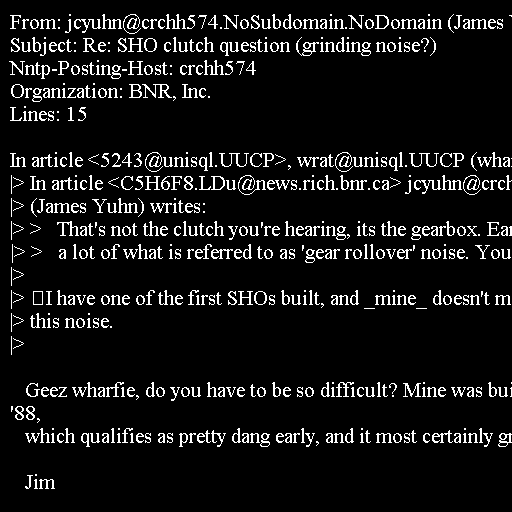 From: jcyuhn@crchh574.NoSubdomain.NoDomain (James
Subject: Re: SHO clutch question (grinding noise?)
Nntp-Posting-Host: crchh574
Organization: BNR, Inc.
Lines: 15

In article <5243@unisql.UUCP>, wrat@unisql.UUCP (wha
|> In article <C5H6F8.LDu@news.rich.bnr.ca> jcyuhn@crch
|> (James Yuhn) writes:
|> >   That's not the clutch you're hearing, its the gearbox. Ear
|> >   a lot of what is referred to as 'gear rollover' noise. You
|>
|> I have one of the first SHOs built, and _mine_ doesn't m
|> this noise.
|>

   Geez wharfie, do you have to be so difficult? Mine was bui
'88,
   which qualifies as pretty dang early, and it most certainly gr

   Jim